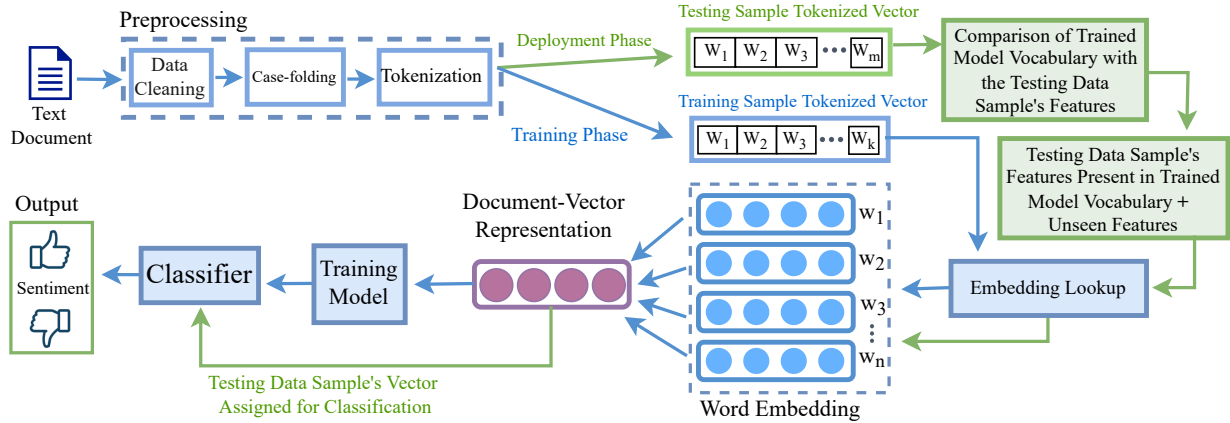 Preprocessing
Text
Document
Data
Cleaning
Case-folding
Tokenization
Deployment Phase
Training Phase
Testing Sample Tokenized Vector
W1 W2 W3 ••• Wm
Training Sample Tokenized Vector
W1 W2 W3 ••• Wk
Comparison of Trained
Model Vocabulary with
the Testing Data
Sample's Features
Testing Data Sample's
Features Present in Trained
Model Vocabulary +
Unseen Features
Embedding Lookup
w1
w2
w3
wn
Word Embedding
Document-Vector
Representation
Training
Model
Classifier
Output
Sentiment
Testing Data Sample's Vector
Assigned for Classification